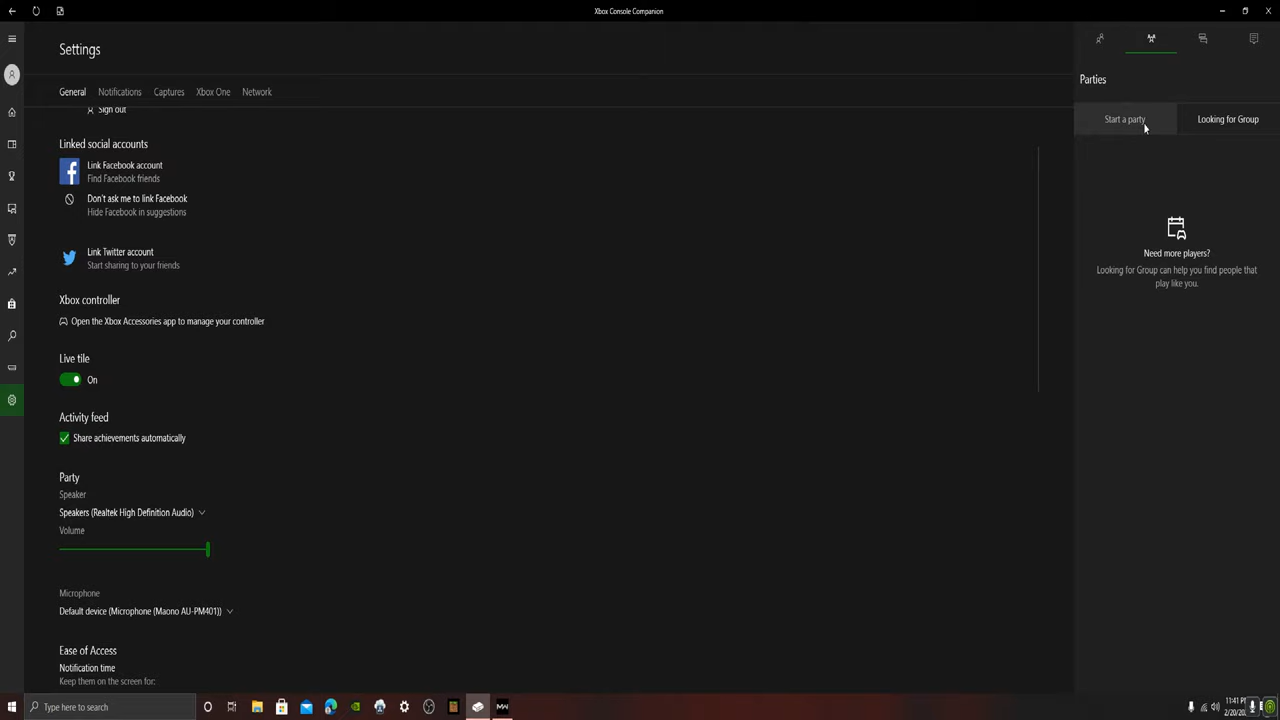 Xbox Console Companion
Settings
General Notifications Captures Xbox One Network
Sign out
Linked social accounts
Link Facebook account
Find Facebook friends
Don't ask me to link Facebook
Hide Facebook in suggestions
Link Twitter account
Start sharing to your friends
Xbox controller
Open the Xbox Accessories app to manage your controller
Live tile
On
Activity feed
Share achievements automatically
Party
Speaker
Speakers (Realtek High Definition Audio)
Volume
Microphone
Default device (Microphone (Maono AU-PM401))
Ease of Access
Notification time
Keep them on the screen for:
Parties
Start a party Looking for Group
Need more players?
Looking for Group can help you find people that
play like you.
Type here to search
11:41 PM